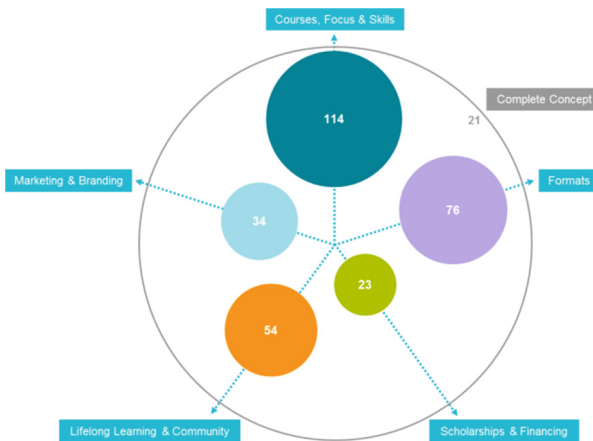 Courses, Focus & Skills
Complete Concept
114
21
Marketing & Branding
Formats
34
76
23
54
Lifelong Learning & Community
Scholarships & Financing